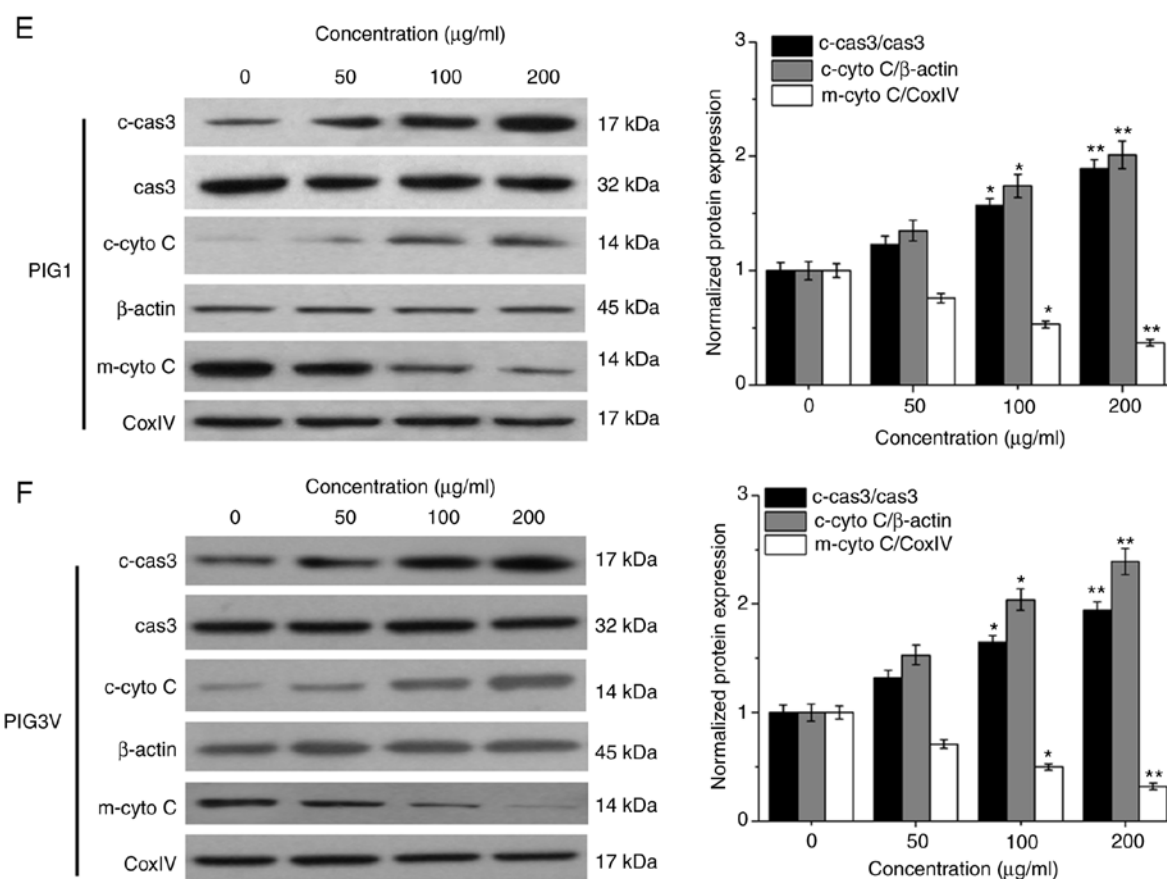 E
Concentration (μg/ml)
0 50 100 200
PIG1
c-cas3 17 kDa
cas3 32 kDa
c-cyto C 14 kDa
β-actin 45 kDa
m-cyto C 14 kDa
CoxIV 17 kDa
Normalized protein expression
3
2
1
0
c-cas3/cas3
c-cyto C/β-actin
m-cyto C/CoxIV
* * *
** ** **
0 50 100 200
Concentration (μg/ml)
F
Concentration (μg/ml)
0 50 100 200
PIG3V
c-cas3 17 kDa
cas3 32 kDa
c-cyto C 14 kDa
β-actin 45 kDa
m-cyto C 14 kDa
CoxIV 17 kDa
Normalized protein expression
3
2
1
0
c-cas3/cas3
c-cyto C/β-actin
m-cyto C/CoxIV
* * *
** ** **
0 50 100 200
Concentration (μg/ml)